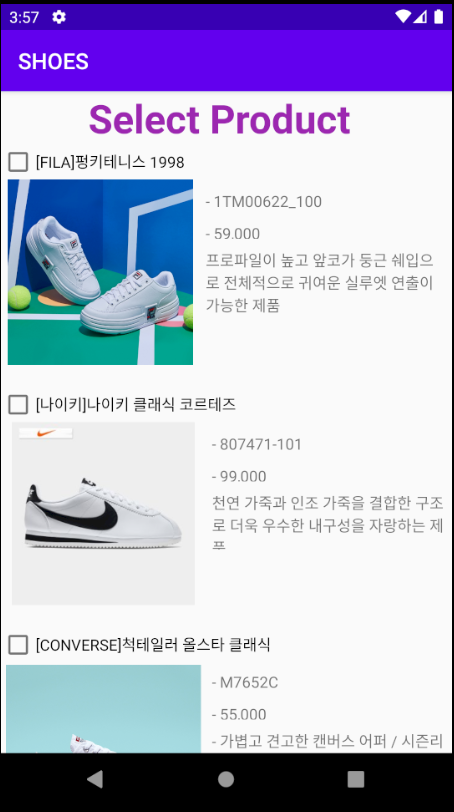 3:57
SHOES
Select Product
[FILA]펑키테니스 1998
- 1TM00622_100
- 59.000
프로파일이 높고 앞코가 둥근 쉐입으
로 전체적으로 귀여운 실루엣 연출이
가능한 제품
[나이키]나이키 클래식 코르테즈
- 807471-101
- 99.000
천연 가죽과 인조 가죽을 결합한 구조
로 더욱 우수한 내구성을 자랑하는 제
품
[CONVERSE]척테일러 올스타 클래식
- M7652C
- 55.000
- 가볍고 견고한 캔버스 어퍼 / 시즌리